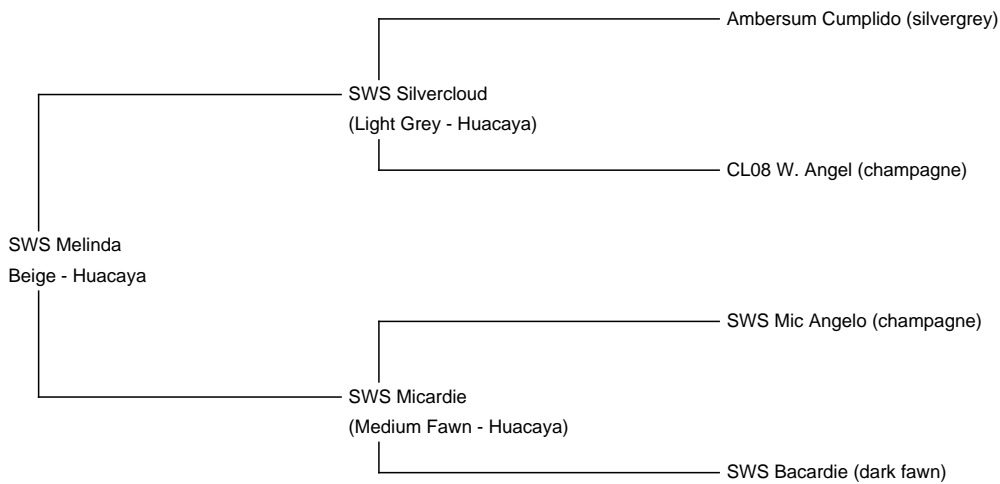 Ambersum Cumplido (silvergrey)
SWS Silvercloud
(Light Grey - Huacaya)
CL08 W. Angel (champagne)
SWS Melinda
Beige - Huacaya
SWS Mic Angelo (champagne)
SWS Micardie
(Medium Fawn - Huacaya)
SWS Bacardie (dark fawn)